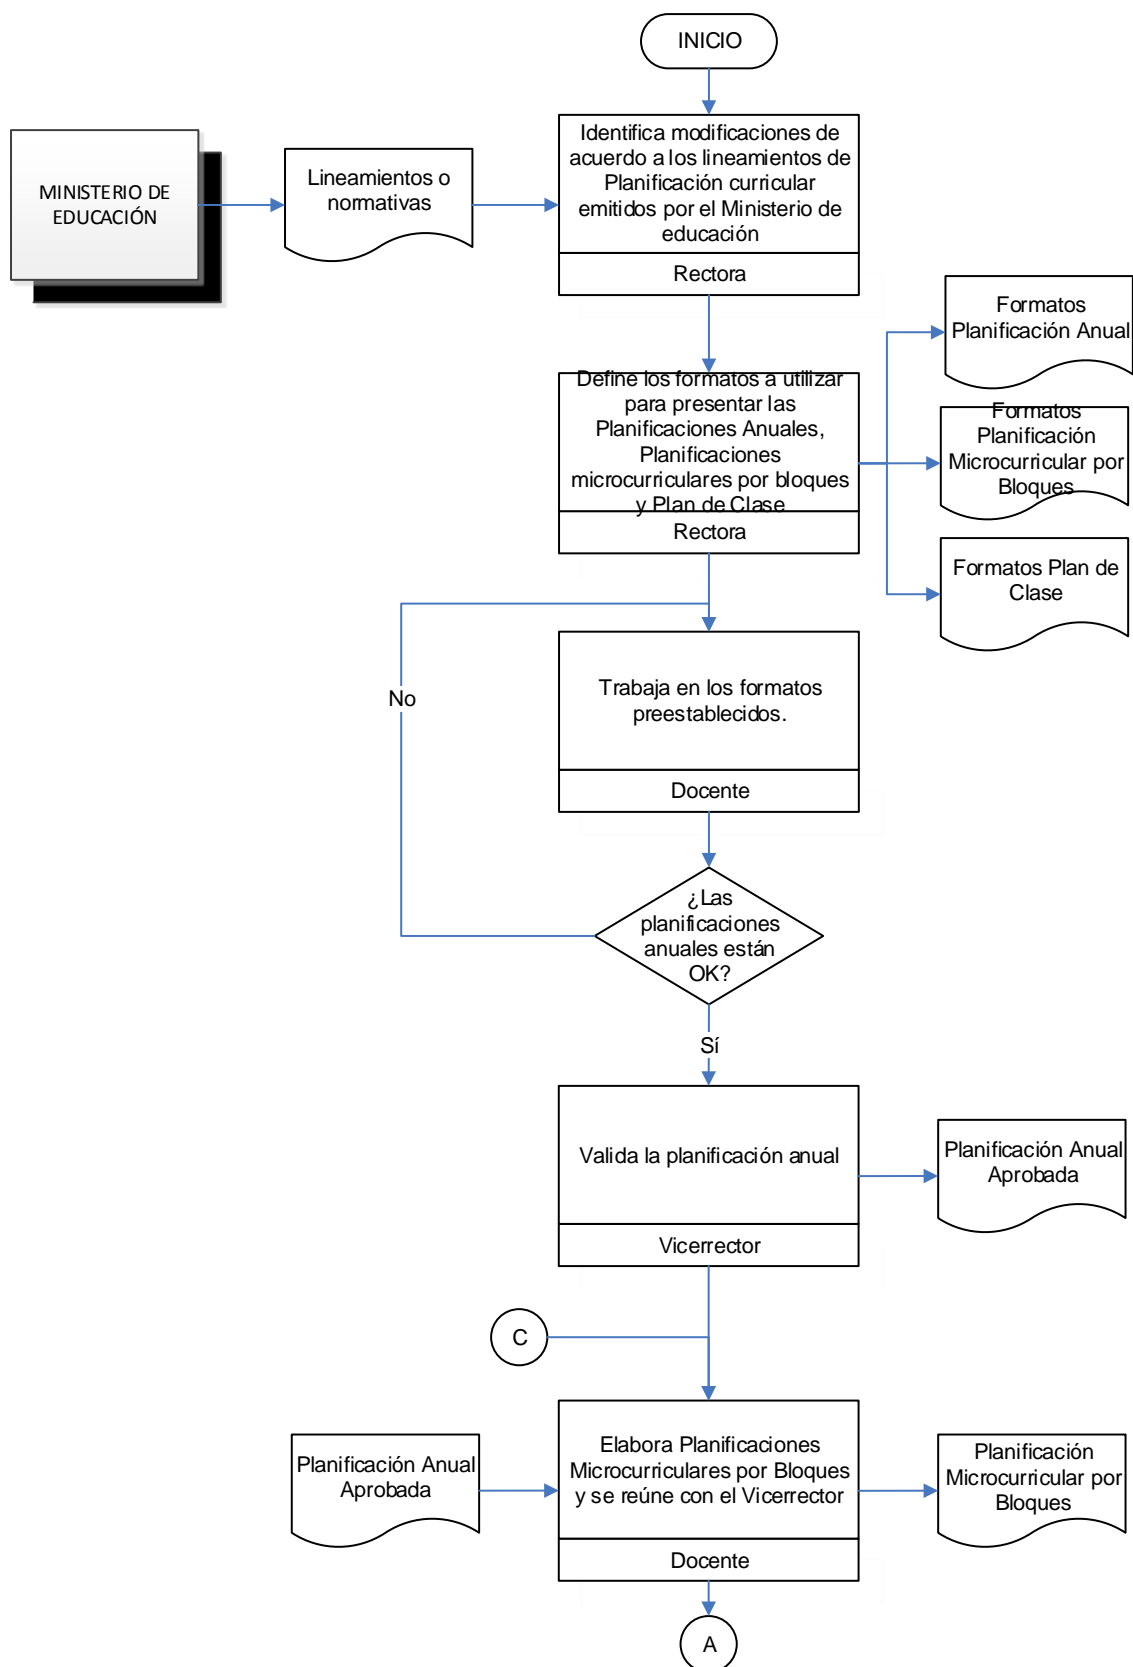 INICIO
MINISTERIO DE
EDUCACIÓN
Lineamientos o
normativas
Identifica modificaciones de
acuerdo a los lineamientos de
Planificación curricular
emitidos por el Ministerio de
educación
Rectora
Define los formatos a utilizar
para presentar las
Planificaciones Anuales,
Planificaciones
microcurriculares por bloques
y Plan de Clase
Rectora
Formatos
Planificación Anual
Formatos
Planificación
Microcurricular por
Bloques
Formatos Plan de
Clase
Trabaja en los formatos
preestablecidos.
Docente
No
¿Las
planificaciones
anuales están
OK?
Sí
Valida la planificación anual
Vicerrector
Planificación Anual
Aprobada
C
Planificación Anual
Aprobada
Elabora Planificaciones
Microcurriculares por Bloques
y se reúne con el Vicerrector
Docente
Planificación
Microcurricular por
Bloques
A